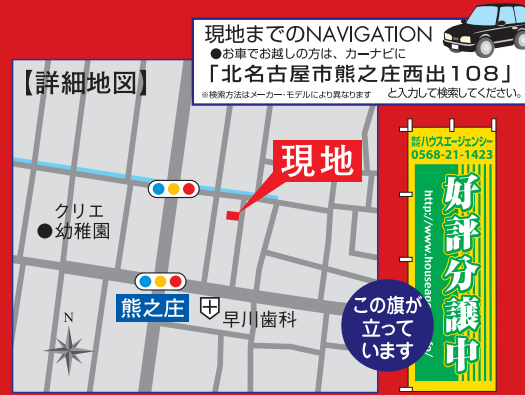 現地までのNAVIGATION
●お車でお越しの方は、カーナビに
「北名古屋市熊之庄西出108」
※検索方法はメーカー・モデルにより異なります
と入力して検索してください。
【詳細地図】
現地
クリエ
●幼稚園
熊之庄
早川歯科
N
ハウスエージェンシー
0568-21-1423
好評分譲中
http://www.houseag
この旗が
立って
います